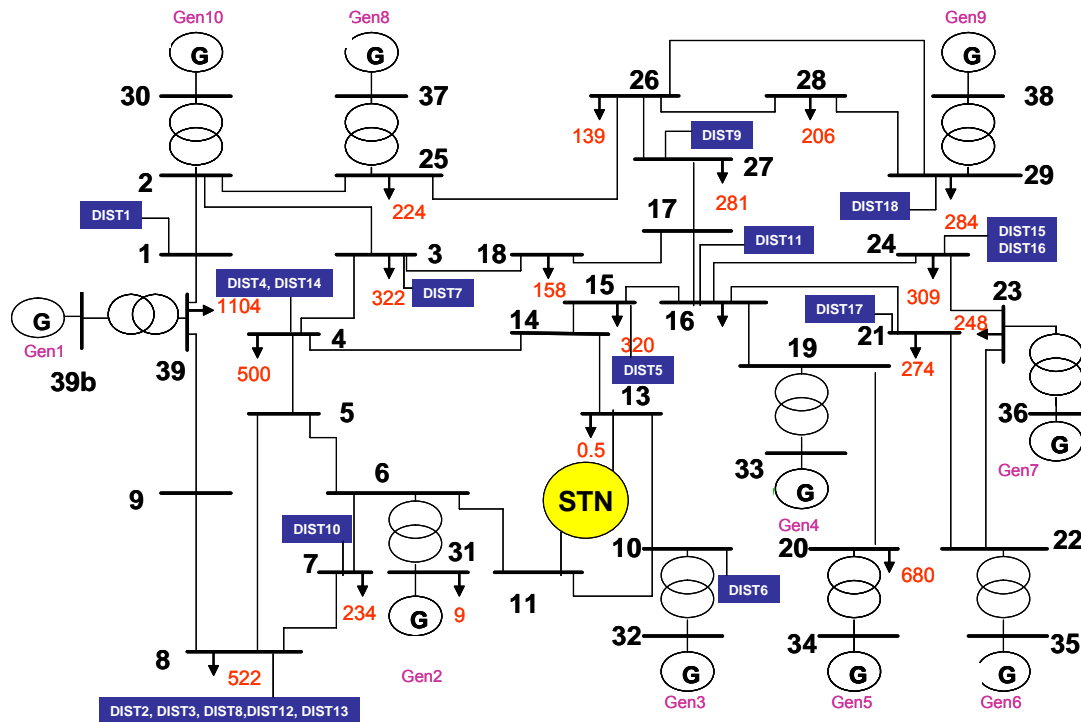 Gen10
Gen8
Gen9
G
G
G
30
37
26
28
38
139
206
DIST9
27
25
2
29
224
281
DIST18
284
DIST1
17
DIST11
24
DIST15
DIST16
1
3
18
DIST4, DIST14
322
DIST7
158
15
309
23
1104
16
DIST17
G
Gen1
39b
39
4
14
320
21
248
500
DIST5
19
274
13
5
36
G
Gen7
0.5
6
33
9
STN
G
Gen4
DIST10
7
31
10
20
22
234
G
9
11
DIST6
680
32
34
35
8
522
Gen2
G
G
G
Gen3
Gen5
Gen6
DIST2, DIST3, DIST8,DIST12, DIST13